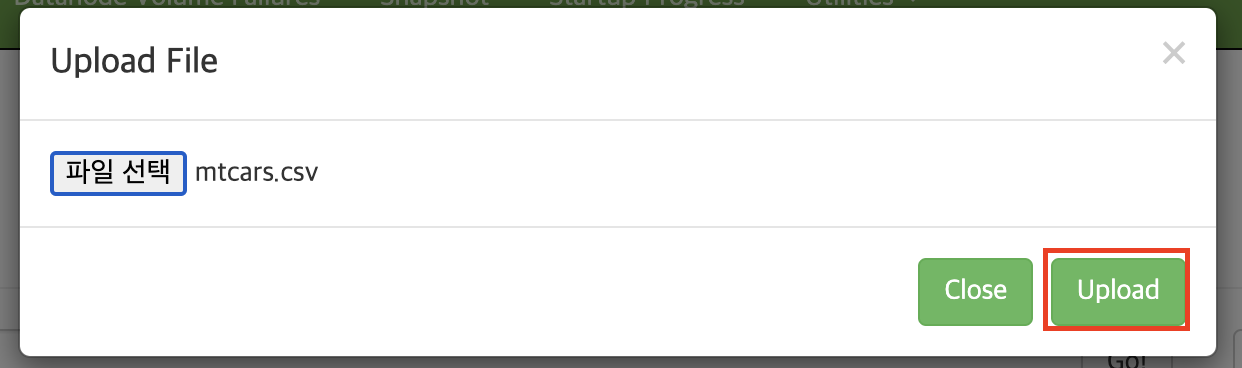 Datanode Volume Failures Snapshot Startup Progress Utilities
Upload File
×
파일 선택 mtcars.csv
Close Upload
Go!